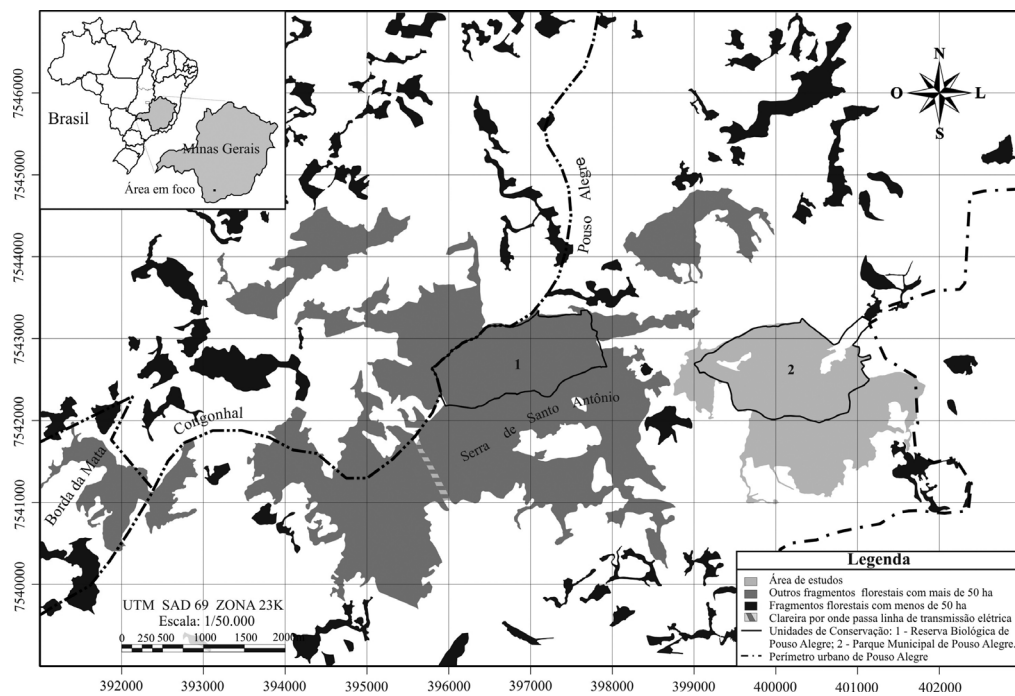 Brasil
Minas Gerais
Área em foco
N
O
L
S
7546000
7545000
7544000
7543000
7542000
7541000
7540000
Pouso Alegre
1
2
Serra de Santo Antônio
Congonhal
Borda da Mata
UTM SAD 69 ZONA 23K
Escala: 1/50.000
0 250 500 1000 1500 2000
Legenda
Área de estudos
Outros fragmentos florestais com mais de 50 ha
Fragmentos florestais com menos de 50 ha
Clareira por onde passa linha de transmissão elétrica
Unidades de Conservação: 1 - Reserva Biológica de
Pouso Alegre; 2 - Parque Municipal de Pouso Alegre.
Perímetro urbano de Pouso Alegre
392000 393000 394000 395000 396000 397000 398000 399000 400000 401000 402000